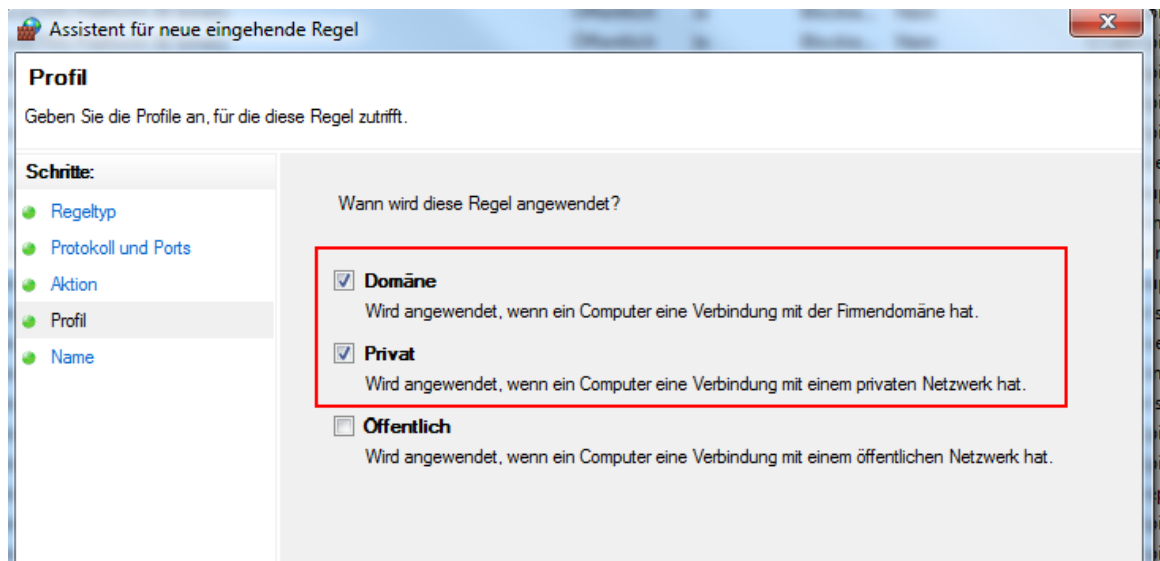 Assistent für neue eingehende Regel
Profil
Geben Sie die Profile an, für die diese Regel zutrifft.
Schritte:
Regeltyp
Protokoll und Ports
Aktion
Profil
Name
Wann wird diese Regel angewendet?
Domäne
Wird angewendet, wenn ein Computer eine Verbindung mit der Firmendomäne hat.
Privat
Wird angewendet, wenn ein Computer eine Verbindung mit einem privaten Netzwerk hat.
Öffentlich
Wird angewendet, wenn ein Computer eine Verbindung mit einem öffentlichen Netzwerk hat.